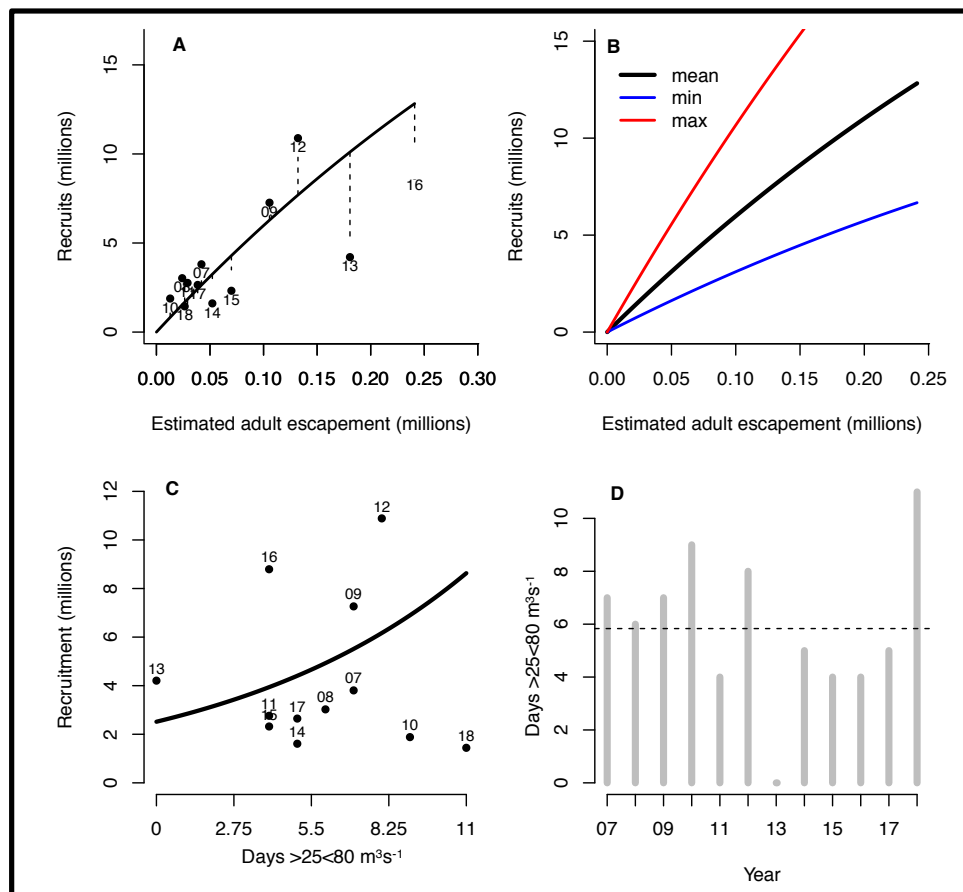 A
Recruits (millions)
15
10
5
0
12
09
16
13
07
08
17
10
18
14
15
0.00 0.05 0.10 0.15 0.20 0.25 0.30
Estimated adult escapement (millions)
B
mean
min
max
Recruits (millions)
15
10
5
0
0.00 0.05 0.10 0.15 0.20 0.25
Estimated adult escapement (millions)
C
Recruitment (millions)
12
10
8
6
4
2
0
12
16
09
13
07
08
11
17
15
14
10
18
0 2.75 5.5 8.25 11
Days >25<80 m³s⁻¹
D
Days >25<80 m³s⁻¹
10
8
6
4
2
0
07 09 11 13 15 17
Year